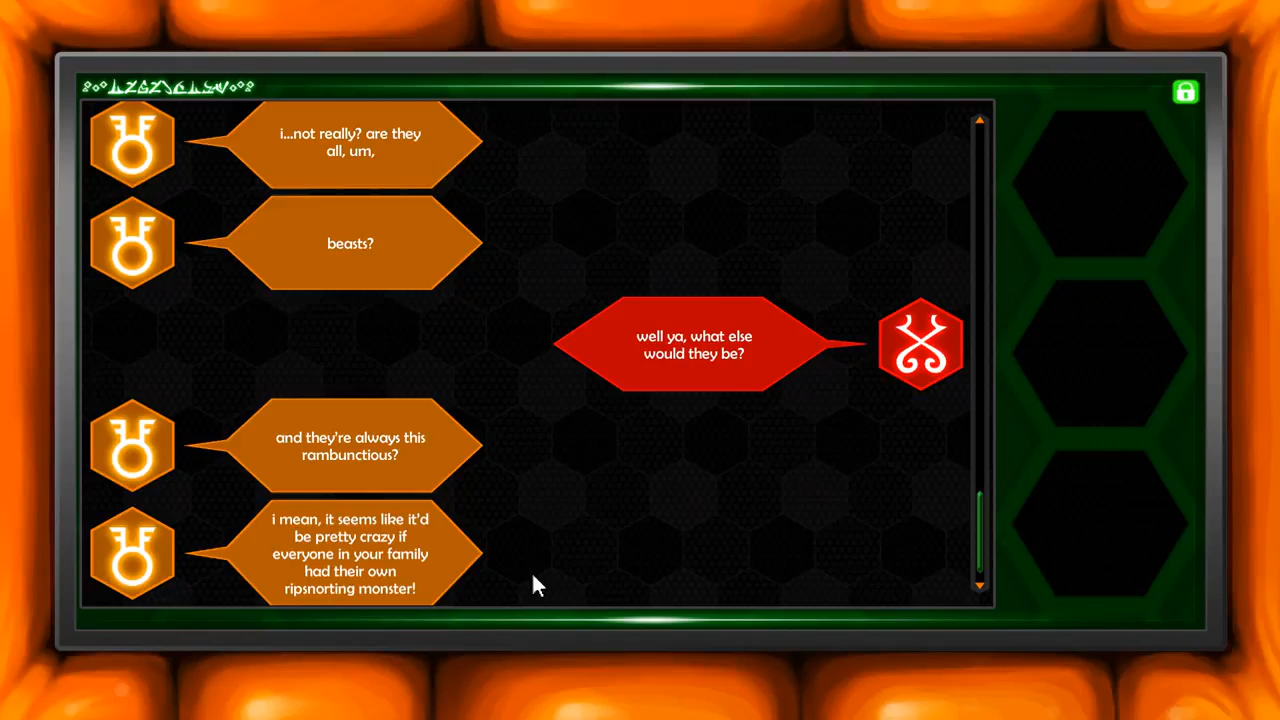 i...not really? are they
all, um,
beasts?
well ya, what else
would they be?
and they're always this
rambunctious?
i mean, it seems like it'd
be pretty crazy if
everyone in your family
had their own
ripsnorting monster!